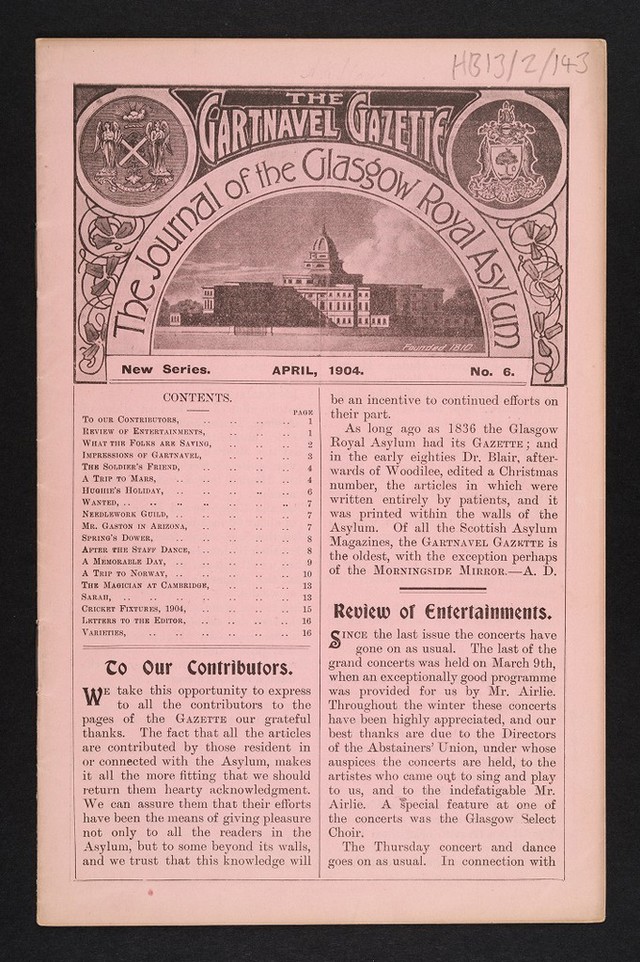 HB13/2/143
THE
GARTNAVEL GAZETTE
The Journal of the Glasgow Royal Asylum
Founded 1810.
New Series. APRIL, 1904. No. 6.
CONTENTS.
PAGE
TO OUR CONTRIBUTORS, .. .. .. .. 1
REVIEW OF ENTERTAINMENTS, .. .. .. 1
WHAT THE FOLKS ARE SAYING, .. .. .. 2
IMPRESSIONS OF GARTNAVEL, .. .. .. 3
THE SOLDIER'S FRIEND, .. .. .. .. 4
A TRIP TO MARS, .. .. .. .. .. 4
HUGHIE'S HOLIDAY, .. .. .. .. .. 6
WANTED, .. .. .. .. .. .. .. 7
NEEDLEWORK GUILD, .. .. .. .. .. 7
MR. GASTON IN ARIZONA, .. .. .. .. 7
SPRING'S DOWER, .. .. .. .. .. 8
AFTER THE STAFF DANCE, .. .. .. .. 8
A MEMORABLE DAY, .. .. .. .. .. 9
A TRIP TO NORWAY, .. .. .. .. .. 10
THE MAGICIAN AT CAMBRIDGE, .. .. .. 13
SARAH, .. .. .. .. .. .. .. 13
CRICKET FIXTURES, 1904, .. .. .. .. 15
LETTERS TO THE EDITOR, .. .. .. .. 16
VARIETIES, .. .. .. .. .. .. 16
To Our Contributors.
WE take this opportunity to express
to all the contributors to the
pages of the GAZETTE our grateful
thanks. The fact that all the articles
are contributed by those resident in
or connected with the Asylum, makes
it all the more fitting that we should
return them hearty acknowledgment.
We can assure them that their efforts
have been the means of giving pleasure
not only to all the readers in the
Asylum, but to some beyond its walls,
and we trust that this knowledge will
be an incentive to continued efforts on
their part.
As long ago as 1836 the Glasgow
Royal Asylum had its GAZETTE; and
in the early eighties Dr. Blair, after-
wards of Woodilee, edited a Christmas
number, the articles in which were
written entirely by patients, and it
was printed within the walls of the
Asylum. Of all the Scottish Asylum
Magazines, the GARTNAVEL GAZETTE is
the oldest, with the exception perhaps
of the MORNINGSIDE MIRROR.—A. D.
Review of Entertainments.
SINCE the last issue the concerts have
gone on as usual. The last of the
grand concerts was held on March 9th,
when an exceptionally good programme
was provided for us by Mr. Airlie.
Throughout the winter these concerts
have been highly appreciated, and our
best thanks are due to the Directors
of the Abstainers' Union, under whose
auspices the concerts are held, to the
artistes who came out to sing and play
to us, and to the indefatigable Mr.
Airlie. A special feature at one of
the concerts was the Glasgow Select
Choir.
The Thursday concert and dance
goes on as usual. In connection with